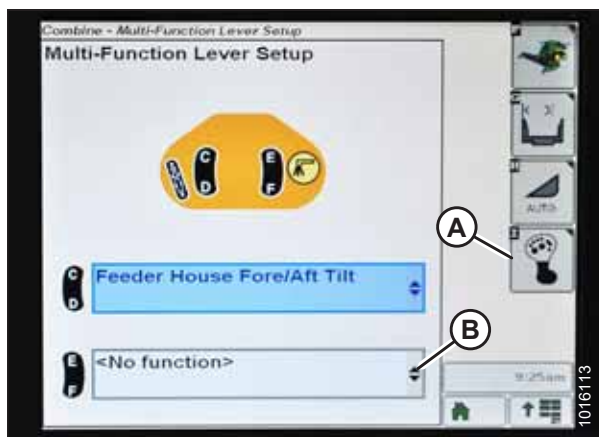 Combine - Multi-Function Lever Setup
Multi-Function Lever Setup
C
D
E
F
AUTO
A
C
D
Feeder House Fore/Aft Tilt
B
E
F
<No function>
9:25am
1016113